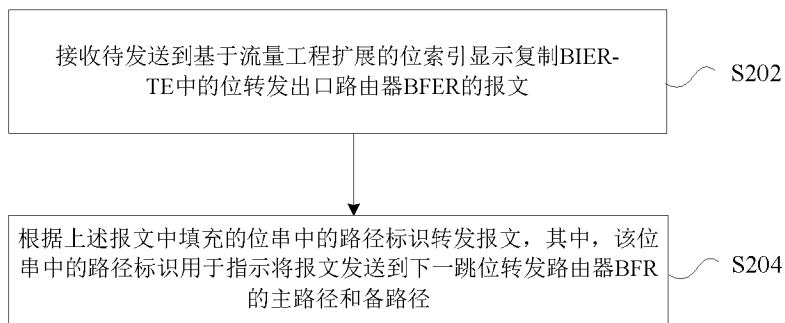 接收待发送到基于流量工程扩展的位索引显示复制BIER-
TE中的位转发出口路由器BFER的报文
S202
根据上述报文中填充的位串中的路径标识转发报文，其中，该位
串中的路径标识用于指示将报文发送到下一跳位转发路由器BFR
的主路径和备路径
S204